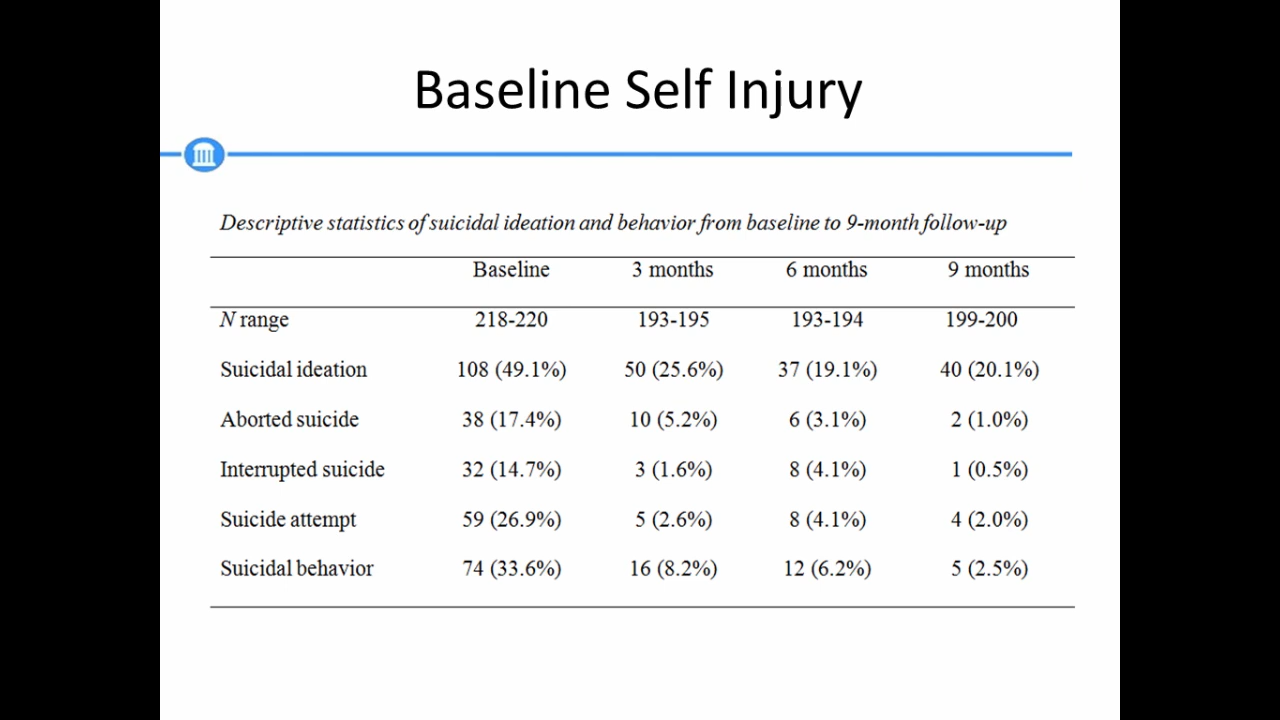 Baseline Self Injury
Descriptive statistics of suicidal ideation and behavior from baseline to 9-month follow-up
Baseline 3 months 6 months 9 months
N range 218-220 193-195 193-194 199-200
Suicidal ideation 108 (49.1%) 50 (25.6%) 37 (19.1%) 40 (20.1%)
Aborted suicide 38 (17.4%) 10 (5.2%) 6 (3.1%) 2 (1.0%)
Interrupted suicide 32 (14.7%) 3 (1.6%) 8 (4.1%) 1 (0.5%)
Suicide attempt 59 (26.9%) 5 (2.6%) 8 (4.1%) 4 (2.0%)
Suicidal behavior 74 (33.6%) 16 (8.2%) 12 (6.2%) 5 (2.5%)